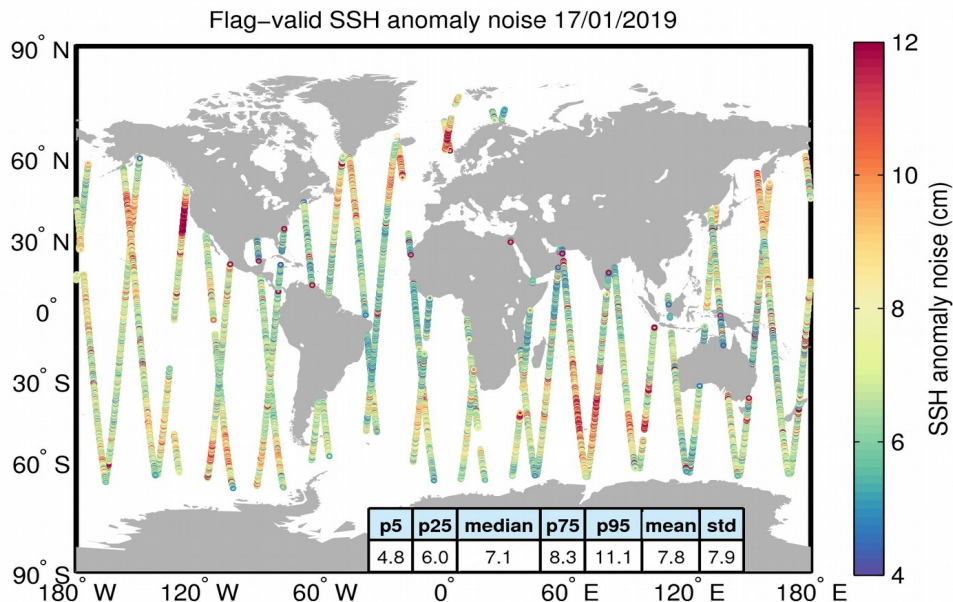 Flag−valid SSH anomaly noise 17/01/2019
90° N
60° N
30° N
0°
30° S
60° S
90° S
180° W 120° W 60° W 0° 60° E 120° E 180° E
p5 p25 median p75 p95 mean std
4.8 6.0 7.1 8.3 11.1 7.8 7.9
12
10
8
6
4
SSH anomaly noise (cm)